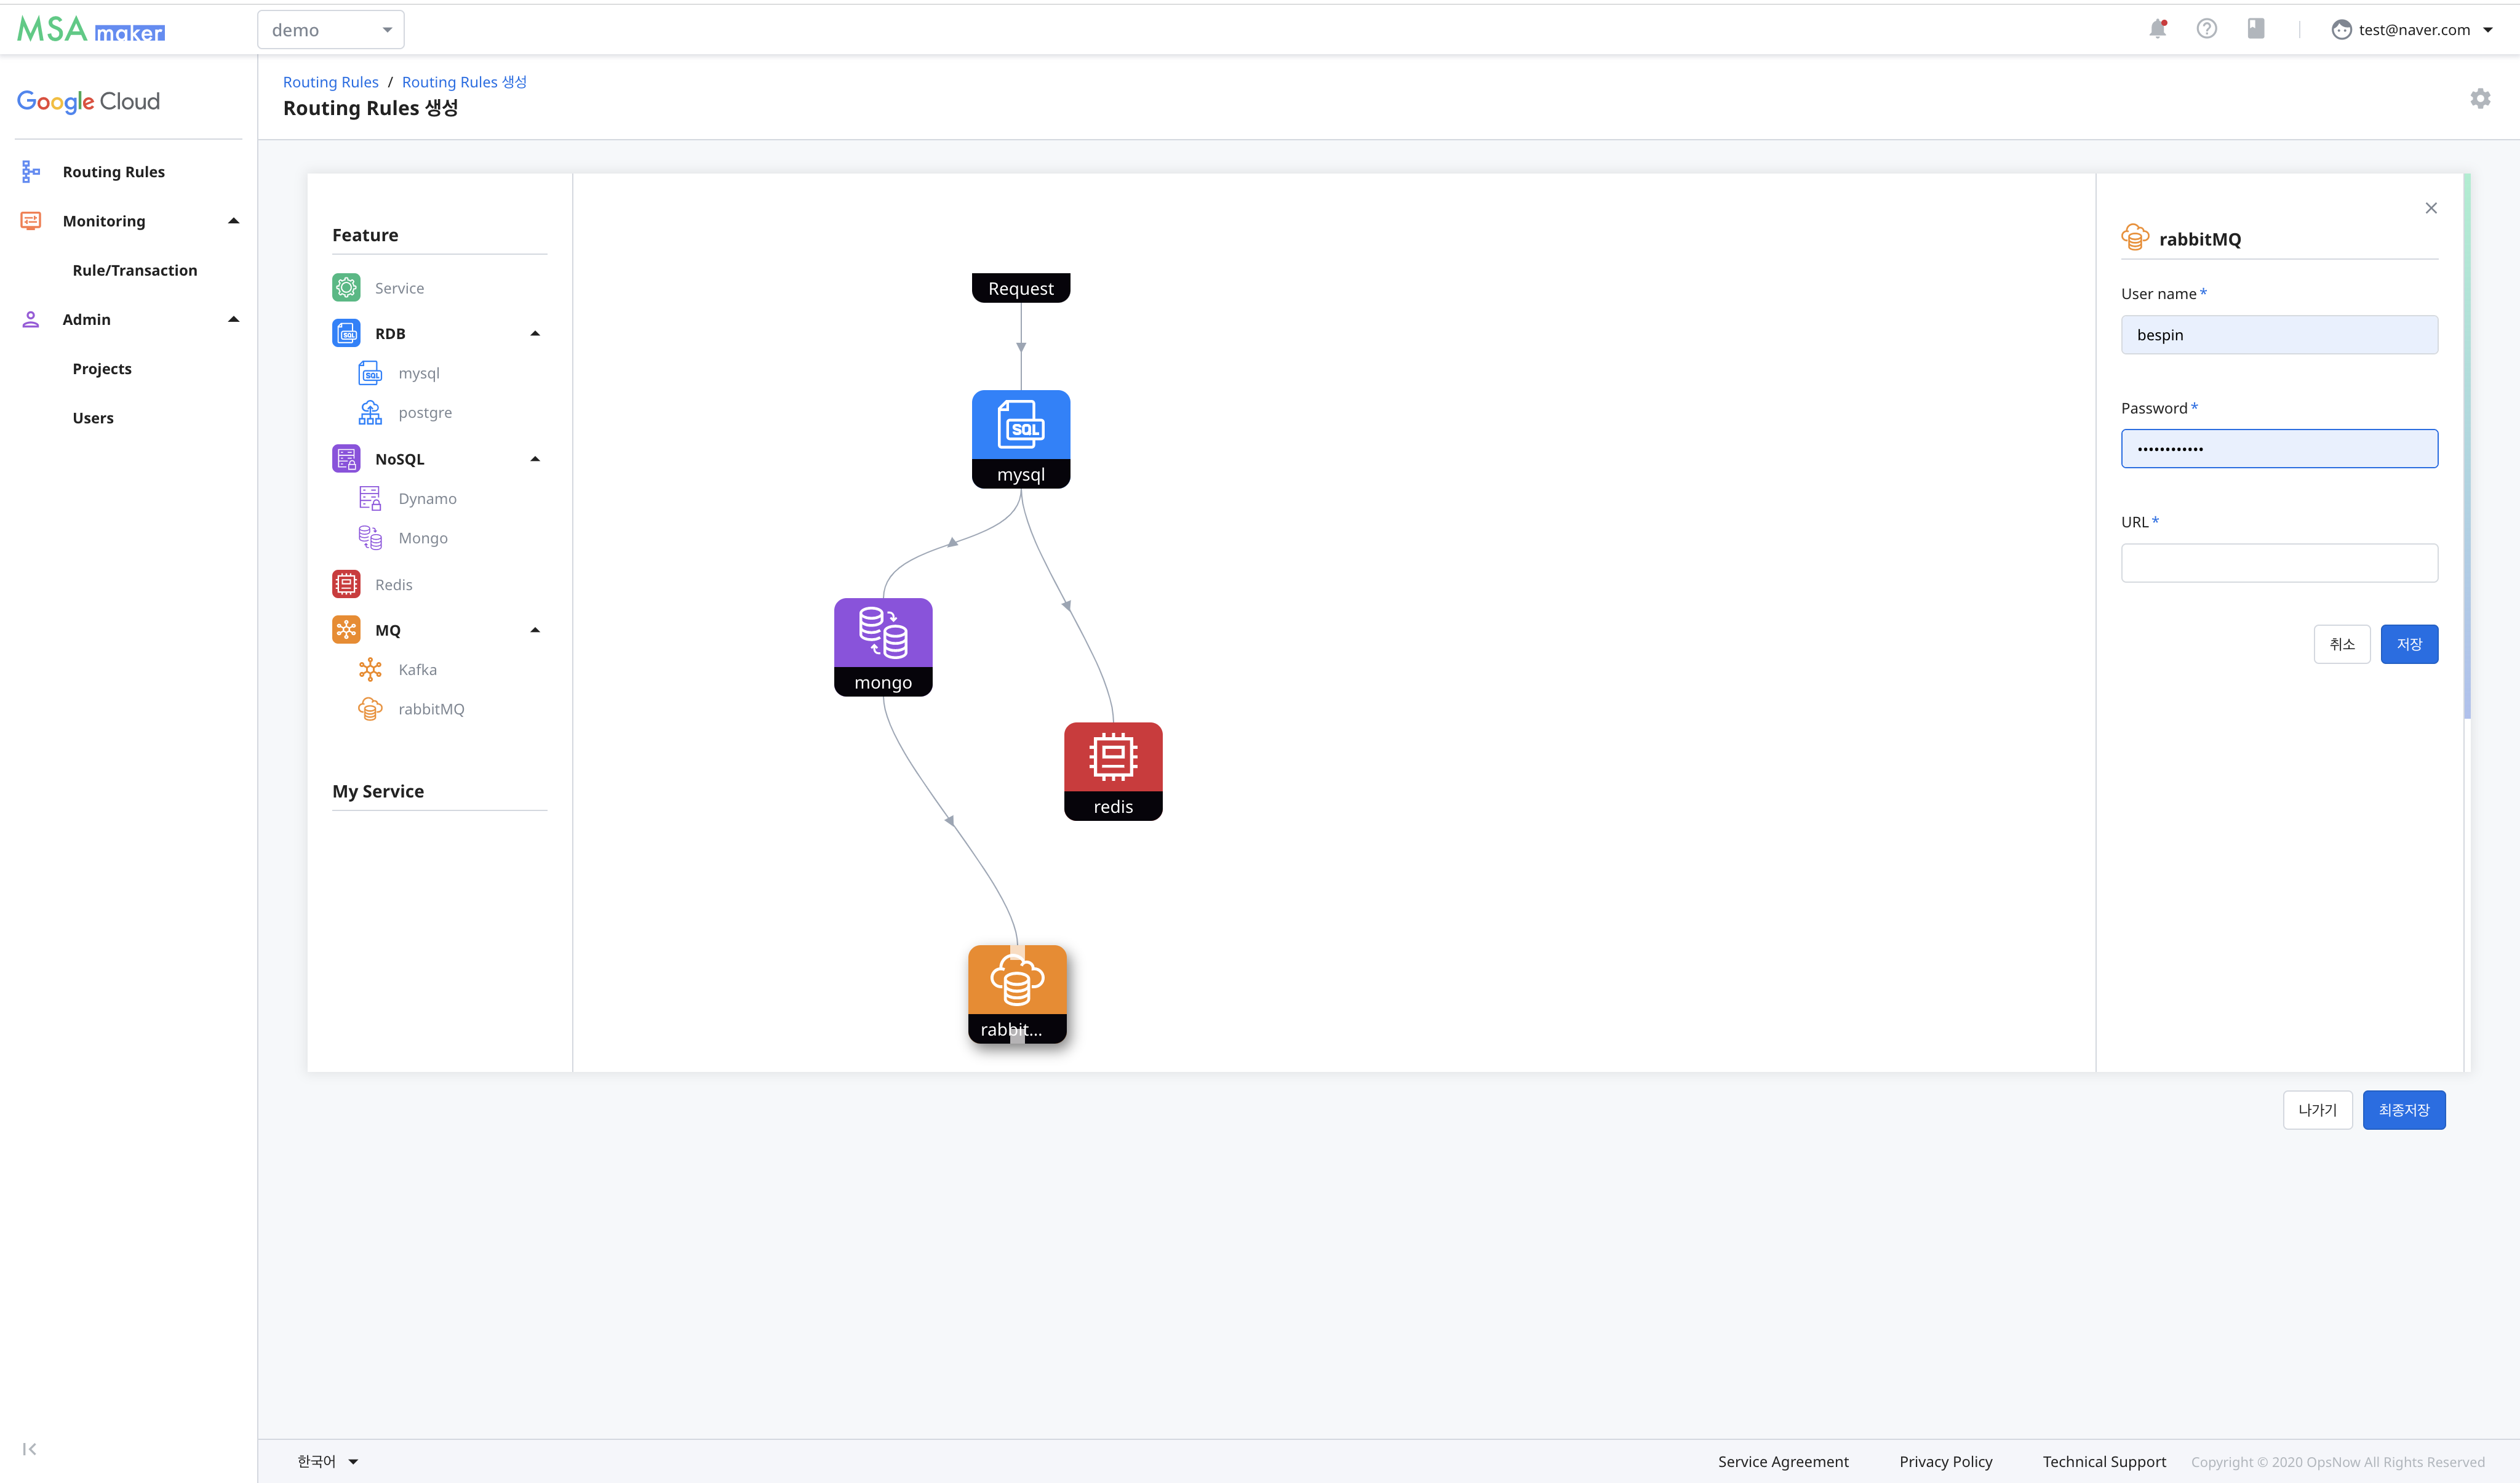 MSA maker
demo
test@naver.com
Google Cloud
Routing Rules
Monitoring
Rule/Transaction
Admin
Projects
Users
Routing Rules / Routing Rules 생성
Routing Rules 생성
Feature
Service
RDB
SQL
mysql
SQL
postgre
NoSQL
Dynamo
Mongo
Redis
MQ
Kafka
rabbitMQ
My Service
Request
SQL
mysql
mongo
redis
rabbit...
rabbitMQ
User name *
bespin
Password *
••••••••••••
URL *
취소
저장
나가기
최종저장
한국어
Service Agreement
Privacy Policy
Technical Support
Copyright © 2020 OpsNow All Rights Reserved